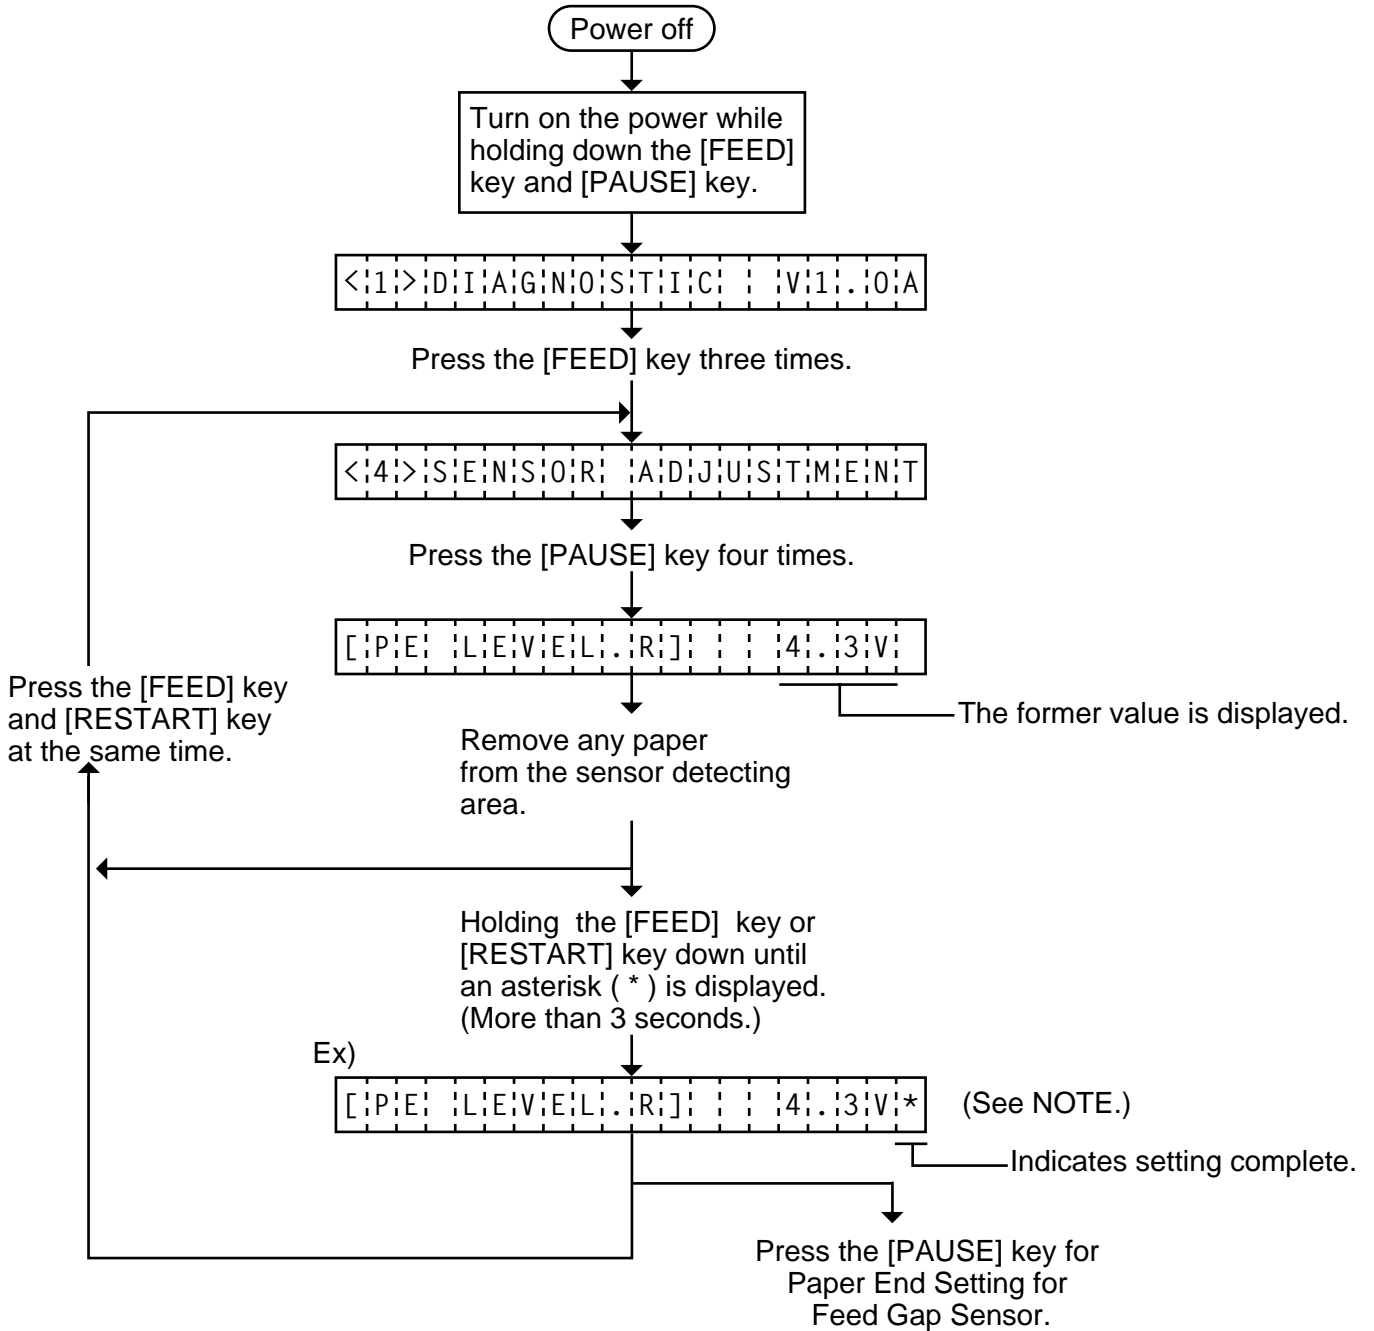 Power off
Turn on the power while
holding down the [FEED]
key and [PAUSE] key.
<1>DIAGNOSTIC  V1.0A
Press the [FEED] key three times.
<4>SENSOR ADJUSTMENT
Press the [PAUSE] key four times.
[PE LEVEL.R]   4.3V
The former value is displayed.
Press the [FEED] key
and [RESTART] key
at the same time.
Remove any paper
from the sensor detecting
area.
Holding  the [FEED]  key or
[RESTART] key down until
an asterisk ( * ) is displayed.
(More than 3 seconds.)
Ex)
[PE LEVEL.R]   4.3V*
(See NOTE.)
Indicates setting complete.
Press the [PAUSE] key for
Paper End Setting for
Feed Gap Sensor.